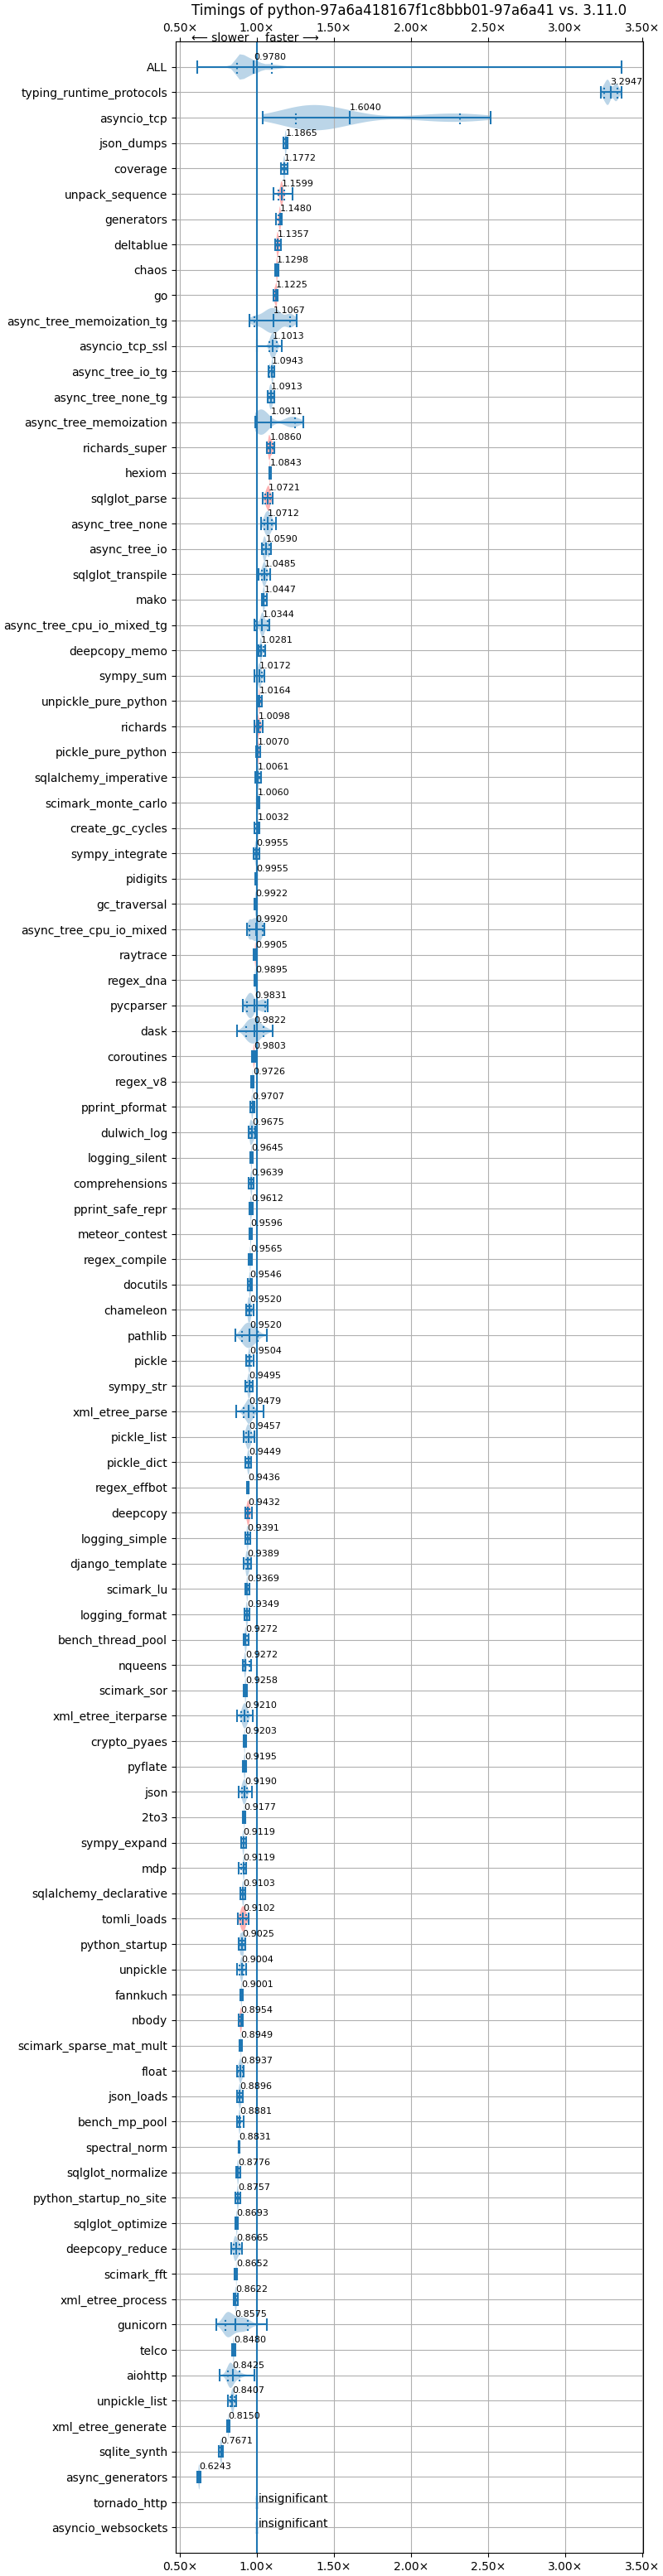 Timings of python-97a6a418167f1c8bbb01-97a6a41 vs. 3.11.0
0.50× 1.00× 1.50× 2.00× 2.50× 3.00× 3.50×
⟵ slower faster ⟶
ALL 0.9780
typing_runtime_protocols 3.2947
asyncio_tcp 1.6040
json_dumps 1.1865
coverage 1.1772
unpack_sequence 1.1599
generators 1.1480
deltablue 1.1357
chaos 1.1298
go 1.1225
async_tree_memoization_tg 1.1067
asyncio_tcp_ssl 1.1013
async_tree_io_tg 1.0943
async_tree_none_tg 1.0913
async_tree_memoization 1.0911
richards_super 1.0860
hexiom 1.0843
sqlglot_parse 1.0721
async_tree_none 1.0712
async_tree_io 1.0590
sqlglot_transpile 1.0485
mako 1.0447
async_tree_cpu_io_mixed_tg 1.0344
deepcopy_memo 1.0281
sympy_sum 1.0172
unpickle_pure_python 1.0164
richards 1.0098
pickle_pure_python 1.0070
sqlalchemy_imperative 1.0061
scimark_monte_carlo 1.0060
create_gc_cycles 1.0032
sympy_integrate 0.9955
pidigits 0.9955
gc_traversal 0.9922
async_tree_cpu_io_mixed 0.9920
raytrace 0.9905
regex_dna 0.9895
pycparser 0.9831
dask 0.9822
coroutines 0.9803
regex_v8 0.9726
pprint_pformat 0.9707
dulwich_log 0.9675
logging_silent 0.9645
comprehensions 0.9639
pprint_safe_repr 0.9612
meteor_contest 0.9596
regex_compile 0.9565
docutils 0.9546
chameleon 0.9520
pathlib 0.9520
pickle 0.9504
sympy_str 0.9495
xml_etree_parse 0.9479
pickle_list 0.9457
pickle_dict 0.9449
regex_effbot 0.9436
deepcopy 0.9432
logging_simple 0.9391
django_template 0.9389
scimark_lu 0.9369
logging_format 0.9349
bench_thread_pool 0.9272
nqueens 0.9272
scimark_sor 0.9258
xml_etree_iterparse 0.9210
crypto_pyaes 0.9203
pyflate 0.9195
json 0.9190
2to3 0.9177
sympy_expand 0.9119
mdp 0.9119
sqlalchemy_declarative 0.9103
tomli_loads 0.9102
python_startup 0.9025
unpickle 0.9004
fannkuch 0.9001
nbody 0.8954
scimark_sparse_mat_mult 0.8949
float 0.8937
json_loads 0.8896
bench_mp_pool 0.8881
spectral_norm 0.8831
sqlglot_normalize 0.8776
python_startup_no_site 0.8757
sqlglot_optimize 0.8693
deepcopy_reduce 0.8665
scimark_fft 0.8652
xml_etree_process 0.8622
gunicorn 0.8575
telco 0.8480
aiohttp 0.8425
unpickle_list 0.8407
xml_etree_generate 0.8150
sqlite_synth 0.7671
async_generators 0.6243
tornado_http insignificant
asyncio_websockets insignificant
0.50× 1.00× 1.50× 2.00× 2.50× 3.00× 3.50×